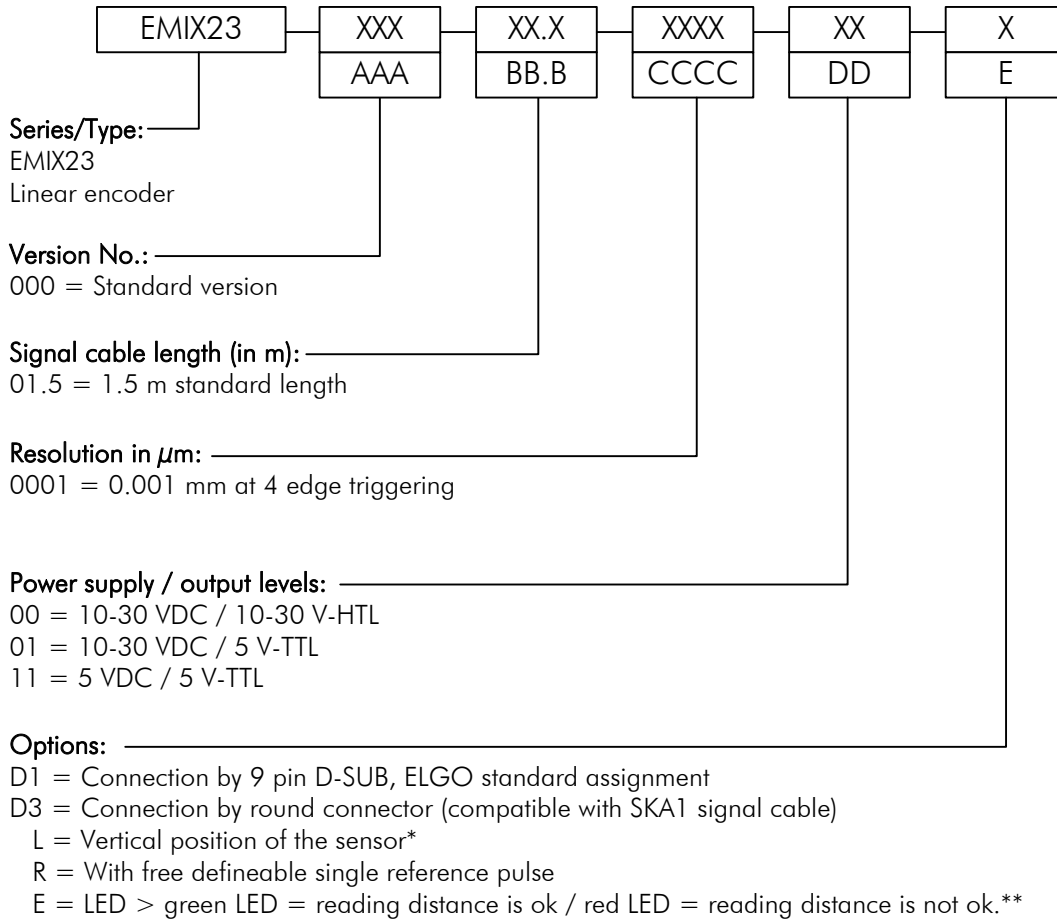 EMIX23 XXX XX.X XXXX XX X
AAA BB.B CCCC DD E
Series/Type:
EMIX23
Linear encoder
Version No.:
000 = Standard version
Signal cable length (in m):
01.5 = 1.5 m standard length
Resolution in μm:
0001 = 0.001 mm at 4 edge triggering
Power supply / output levels:
00 = 10-30 VDC / 10-30 V-HTL
01 = 10-30 VDC / 5 V-TTL
11 = 5 VDC / 5 V-TTL
Options:
D1 = Connection by 9 pin D-SUB, ELGO standard assignment
D3 = Connection by round connector (compatible with SKA1 signal cable)
L = Vertical position of the sensor*
R = With free defineable single reference pulse
E = LED > green LED = reading distance is ok / red LED = reading distance is not ok.**